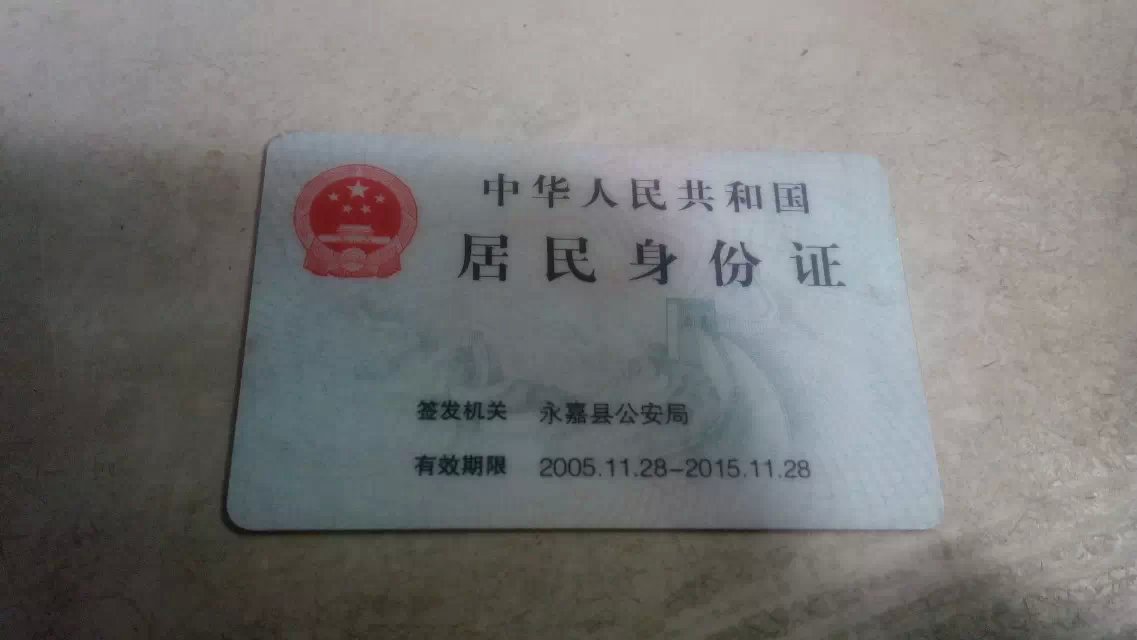 中华人民共和国
居民身份证
签发机关 永嘉县公安局
有效期限 2005.11.28-2015.11.28